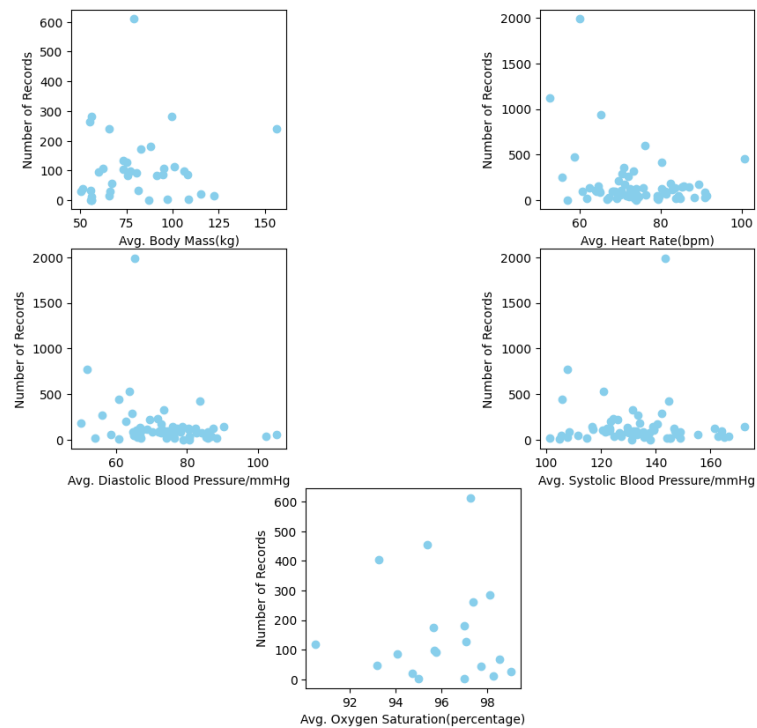 600
500
400
300
200
100
0
Number of Records
50 75 100 125 150
Avg. Body Mass(kg)
2000
1500
1000
500
0
Number of Records
60 80 100
Avg. Heart Rate(bpm)
2000
1500
1000
500
0
Number of Records
60 80 100
Avg. Diastolic Blood Pressure/mmHg
2000
1500
1000
500
0
Number of Records
100 120 140 160
Avg. Systolic Blood Pressure/mmHg
600
500
400
300
200
100
0
Number of Records
92 94 96 98
Avg. Oxygen Saturation(percentage)